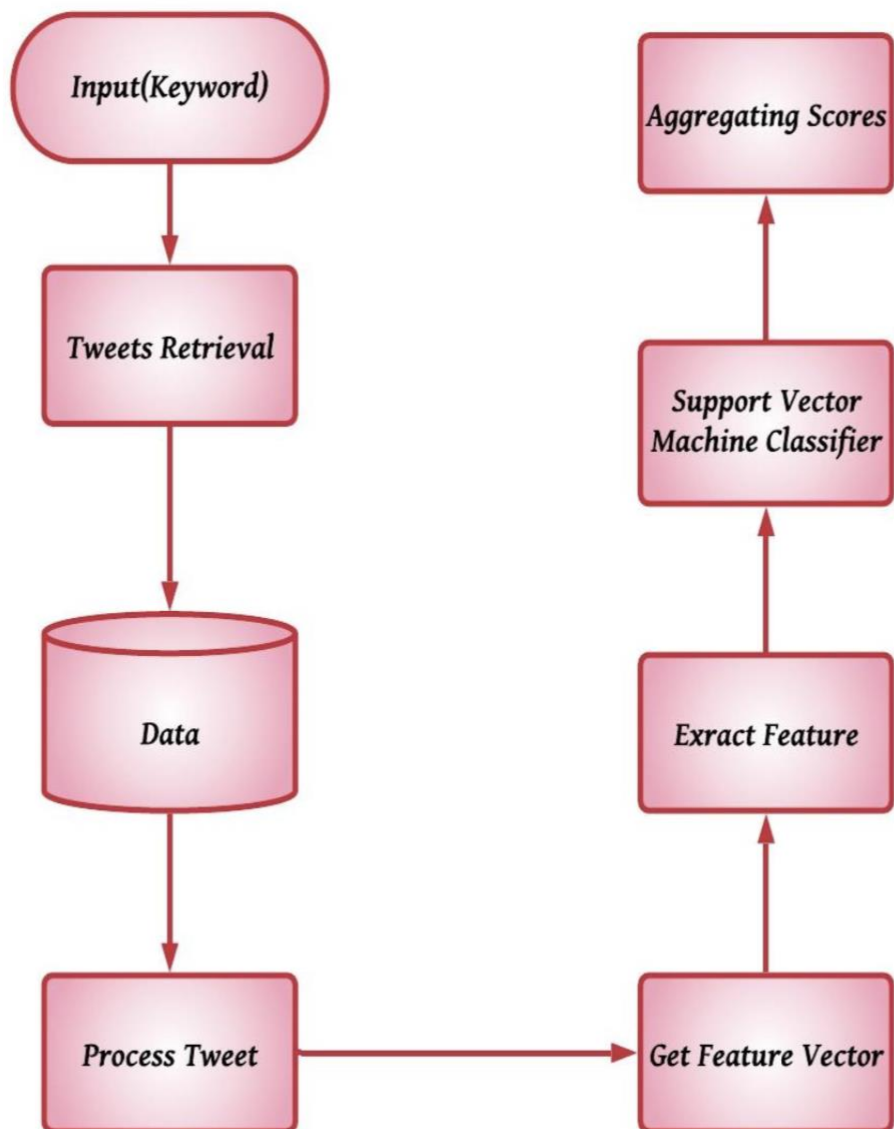 Input(Keyword)
Tweets Retrieval
Data
Process Tweet
Get Feature Vector
Exract Feature
Support Vector
Machine Classifier
Aggregating Scores